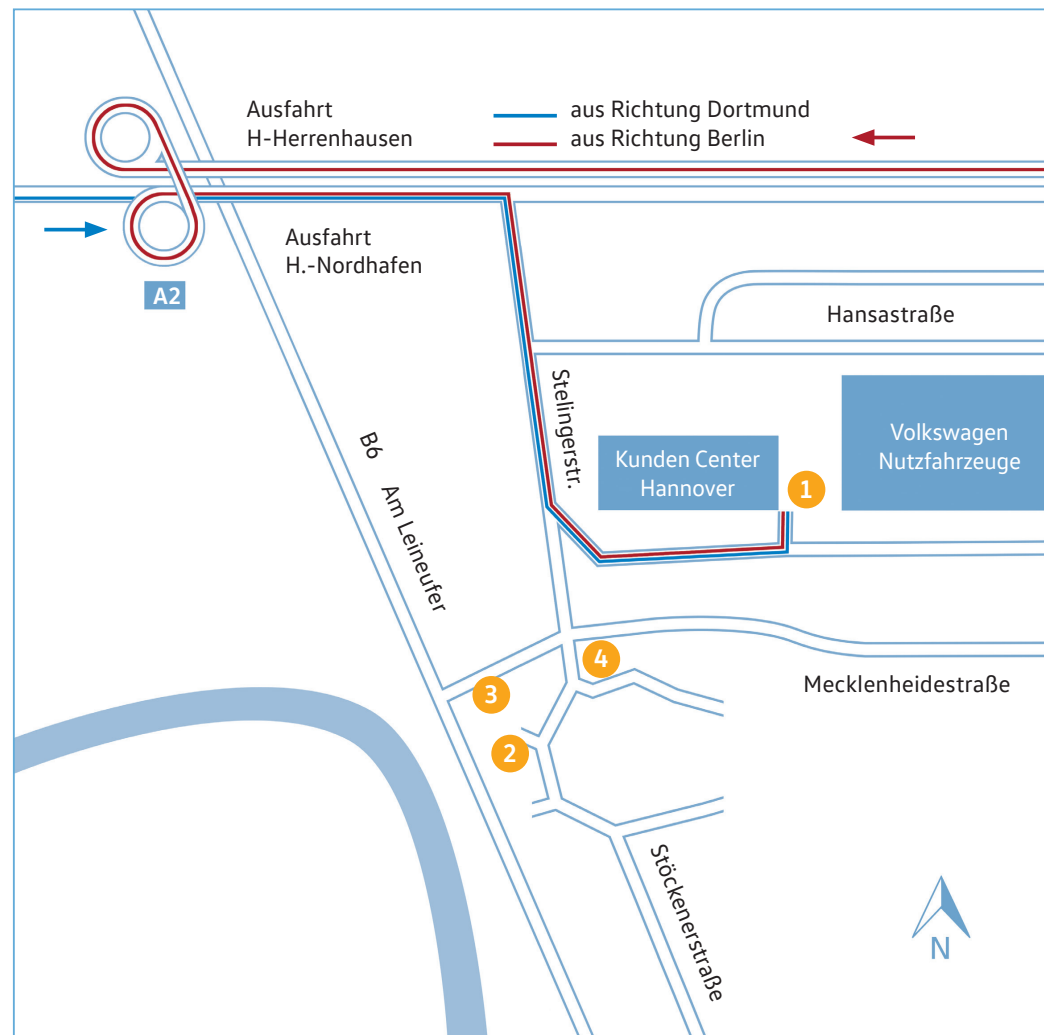 Ausfahrt
H-Herrenhausen
aus Richtung Dortmund
aus Richtung Berlin
Ausfahrt
H.-Nordhafen
A2
Hansastraße
Stelingerstr.
Volkswagen
Nutzfahrzeuge
Kunden Center
Hannover
1
B6 Am Leineufer
4
3
Mecklenheidestraße
2
Stöckenerstraße
N